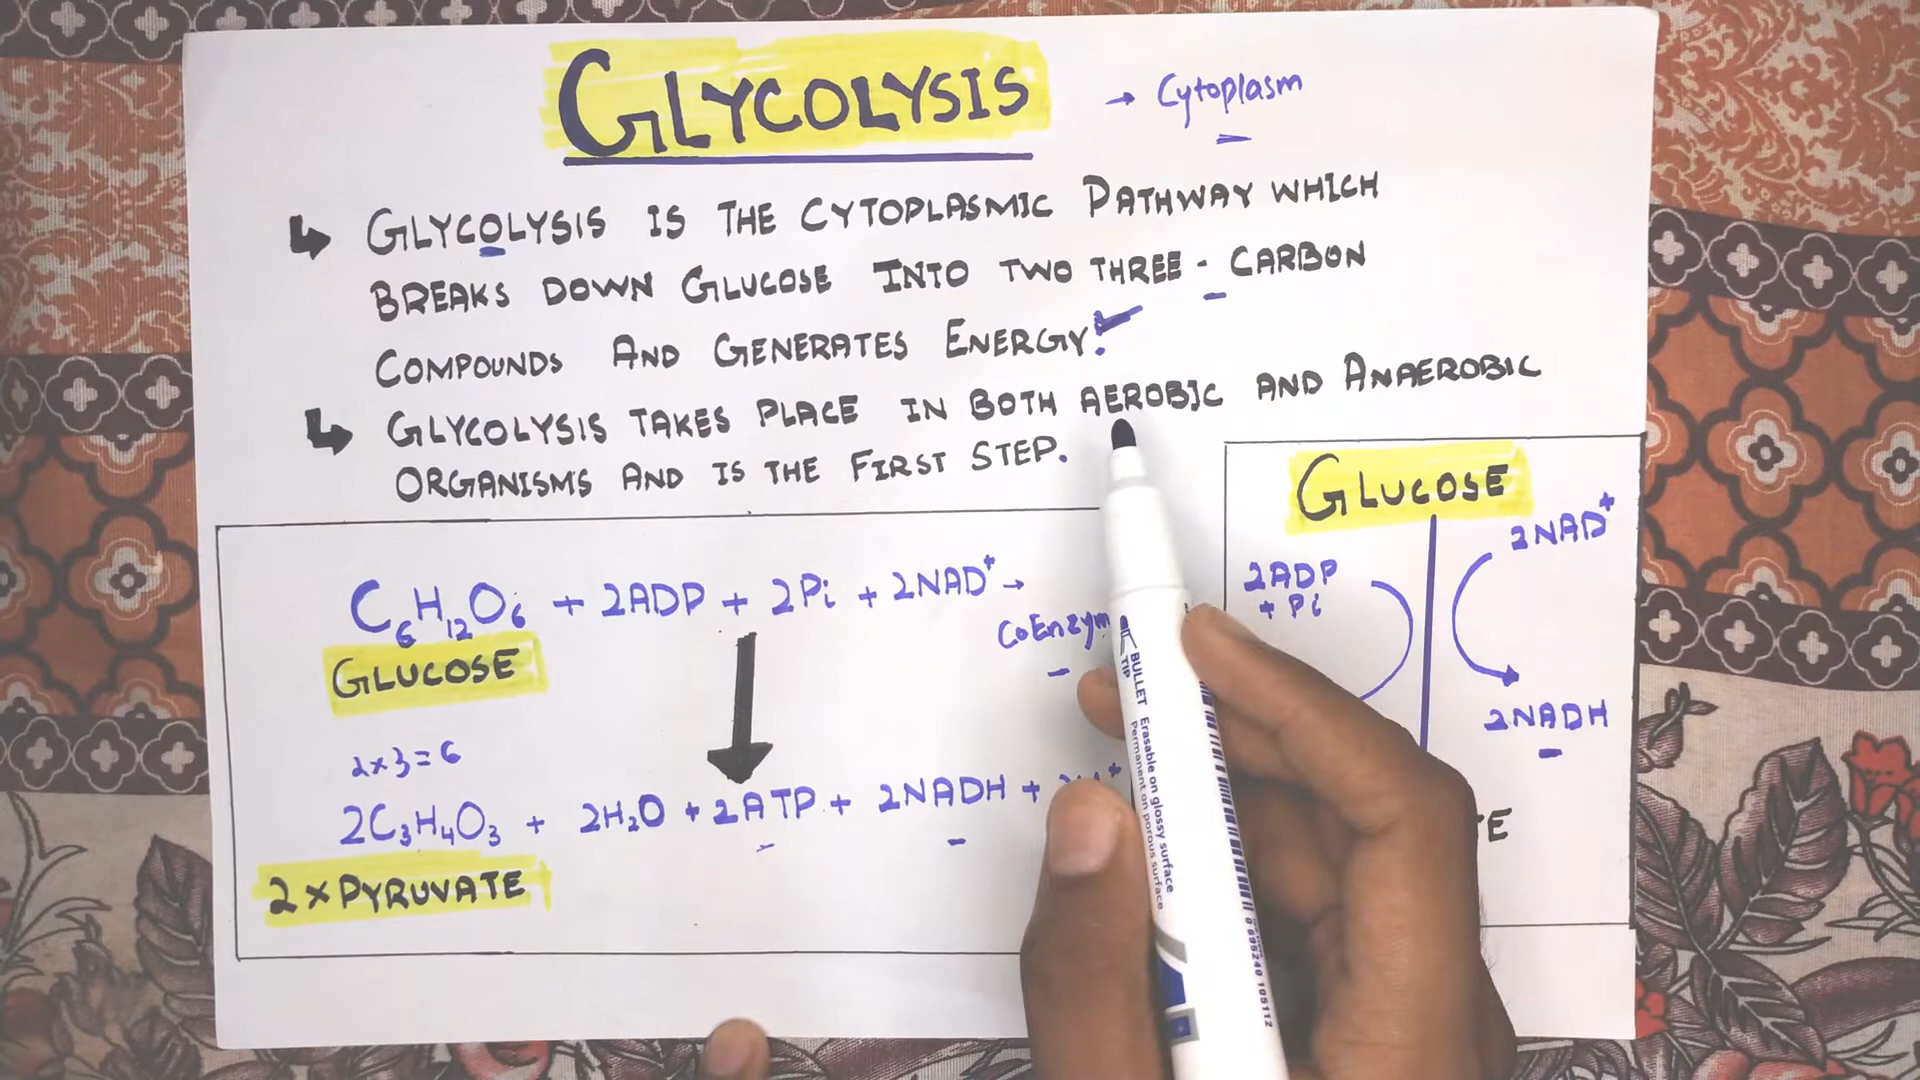 GLYCOLYSIS → Cytoplasm
GLYCOLYSIS IS THE CYTOPLASMIC PATHWAY WHICH
BREAKS DOWN GLUCOSE INTO TWO THREE - CARBON
COMPOUNDS AND GENERATES ENERGY.
GLYCOLYSIS TAKES PLACE IN BOTH AEROBIC AND ANAEROBIC
ORGANISMS AND IS THE FIRST STEP.
C6H12O6 + 2ADP + 2Pi + 2NAD+ →
CoEnzym
GLUCOSE
2x3=6
2C3H4O3 + 2H2O + 2ATP + 2NADH +
2 x PYRUVATE
GLUCOSE
2NAD+
2ADP
+ Pi
2NADH
TE
BULLET TIP
Erasable on glossy surface
Permanent on porous surface